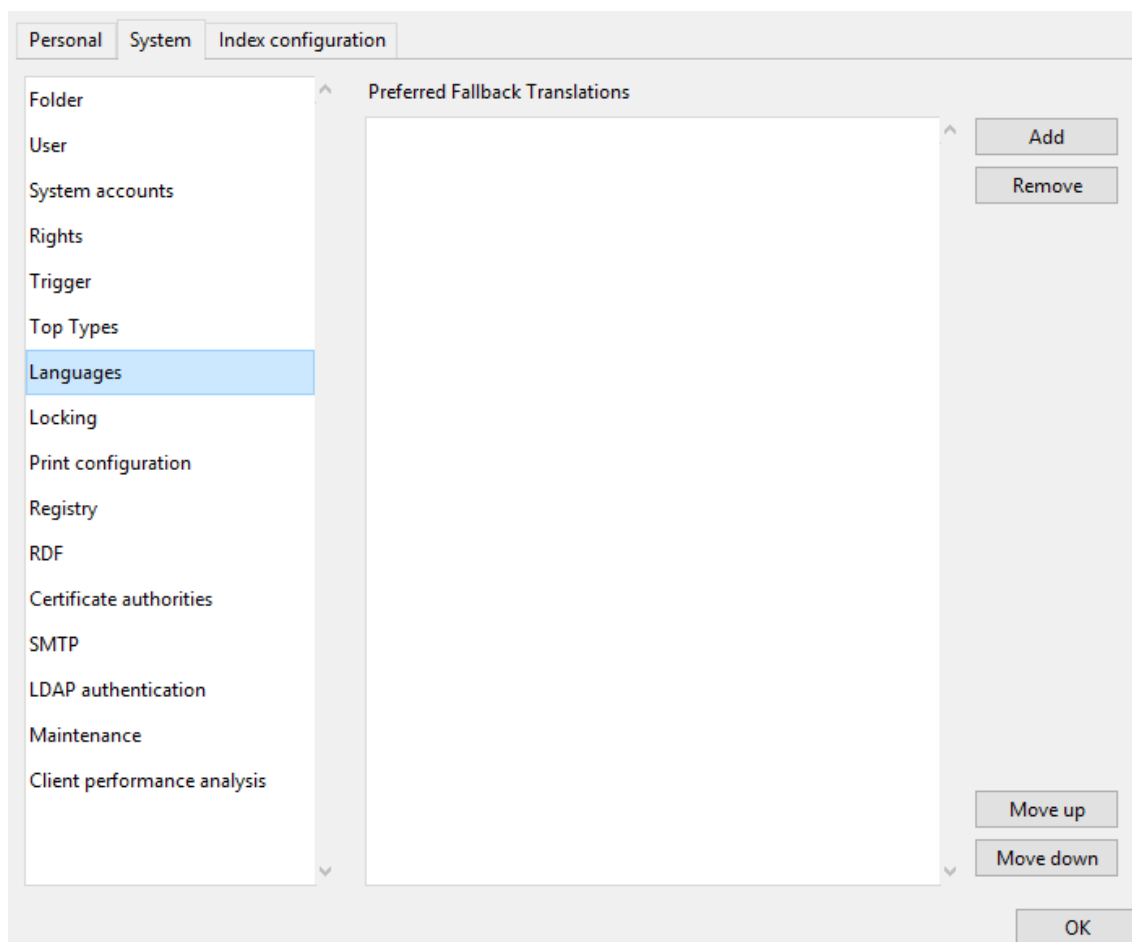 Personal System Index configuration
Folder
User
System accounts
Rights
Trigger
Top Types
Languages
Locking
Print configuration
Registry
RDF
Certificate authorities
SMTP
LDAP authentication
Maintenance
Client performance analysis
Preferred Fallback Translations
Add
Remove
Move up
Move down
OK